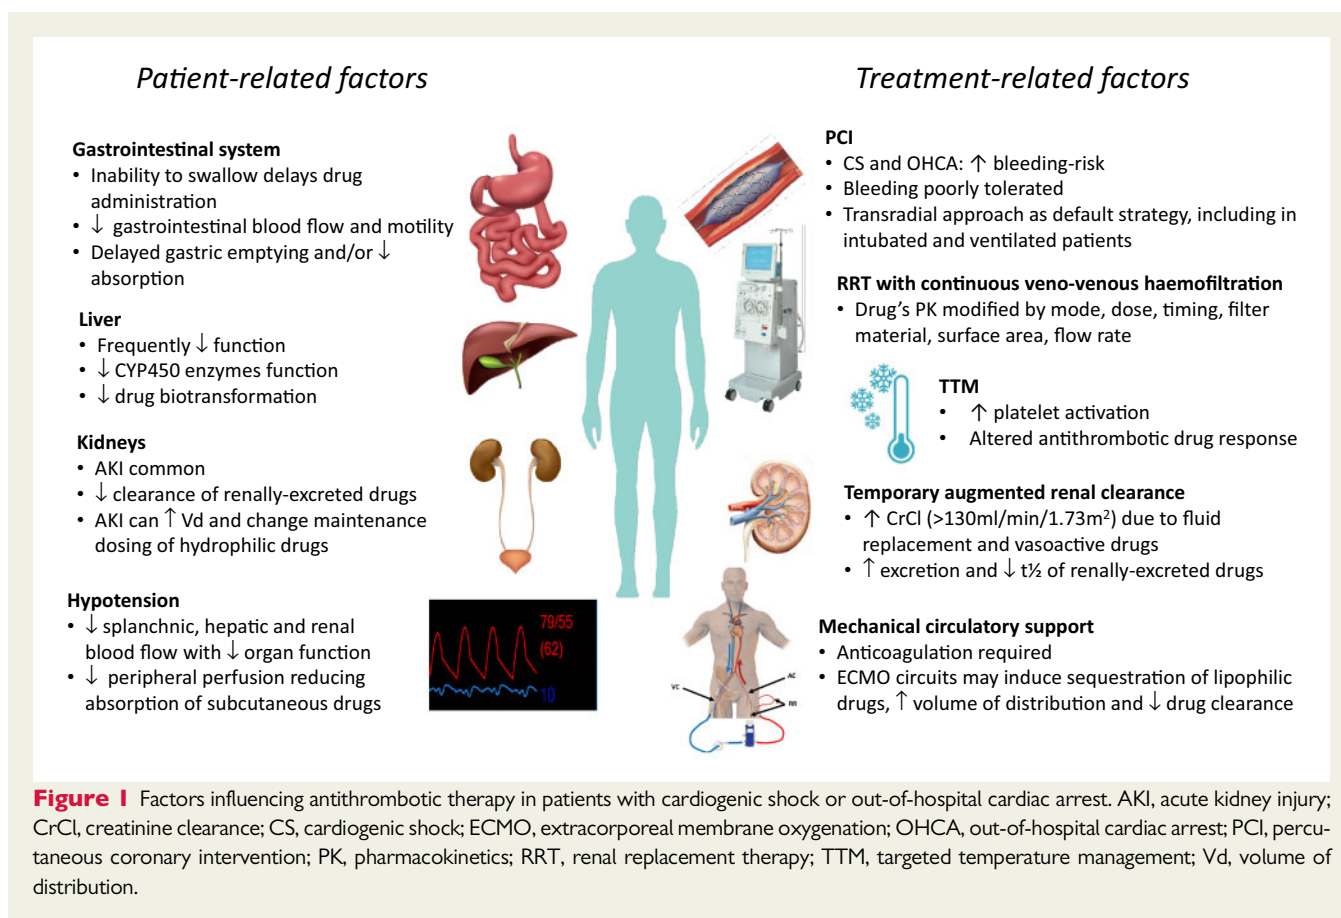 Patient-related factors
Gastrointestinal system
• Inability to swallow delays drug
administration
• ↓ gastrointestinal blood flow and motility
• Delayed gastric emptying and/or ↓
absorption
Liver
• Frequently ↓ function
• ↓ CYP450 enzymes function
• ↓ drug biotransformation
Kidneys
• AKI common
• ↓ clearance of renally-excreted drugs
• AKI can ↑ Vd and change maintenance
dosing of hydrophilic drugs
Hypotension
• ↓ splanchnic, hepatic and renal
blood flow with ↓ organ function
• ↓ peripheral perfusion reducing
absorption of subcutaneous drugs
79/55
(62)
10
Treatment-related factors
PCI
• CS and OHCA: ↑ bleeding-risk
• Bleeding poorly tolerated
• Transradial approach as default strategy, including in
intubated and ventilated patients
RRT with continuous veno-venous haemofiltration
• Drug's PK modified by mode, dose, timing, filter
material, surface area, flow rate
TTM
• ↑ platelet activation
• Altered antithrombotic drug response
Temporary augmented renal clearance
• ↑ CrCl (>130ml/min/1.73m²) due to fluid
replacement and vasoactive drugs
• ↑ excretion and ↓ t½ of renally-excreted drugs
Mechanical circulatory support
• Anticoagulation required
• ECMO circuits may induce sequestration of lipophilic
drugs, ↑ volume of distribution and ↓ drug clearance
VC
AC
RR
Figure 1 Factors influencing antithrombotic therapy in patients with cardiogenic shock or out-of-hospital cardiac arrest. AKI, acute kidney injury;
CrCl, creatinine clearance; CS, cardiogenic shock; ECMO, extracorporeal membrane oxygenation; OHCA, out-of-hospital cardiac arrest; PCI, percu-
taneous coronary intervention; PK, pharmacokinetics; RRT, renal replacement therapy; TTM, targeted temperature management; Vd, volume of
distribution.